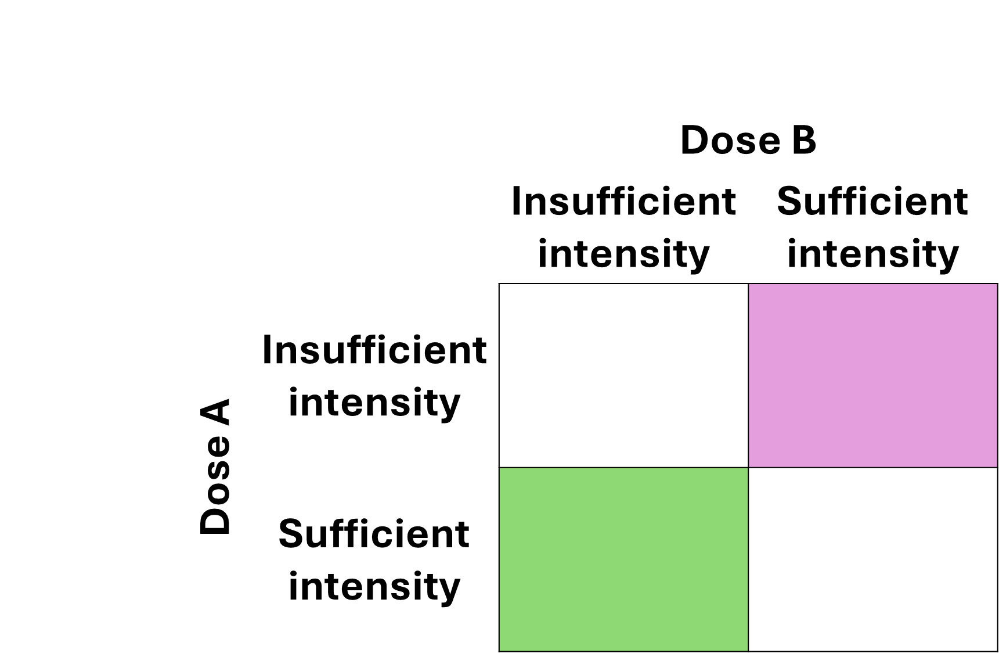 Dose B
Insufficient
intensity
Sufficient
intensity
Dose A
Insufficient
intensity
Sufficient
intensity